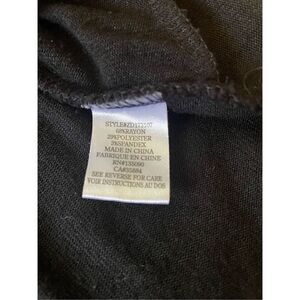 68%RAYON
29%POLYESTER
3%SPANDEX
MADE IN CHINA
FABRIQUE EN CHINE
RN#135090
CA#35884
SEE REVERSE FOR CARE
VOIR INSTRUCTIONS AU DOS